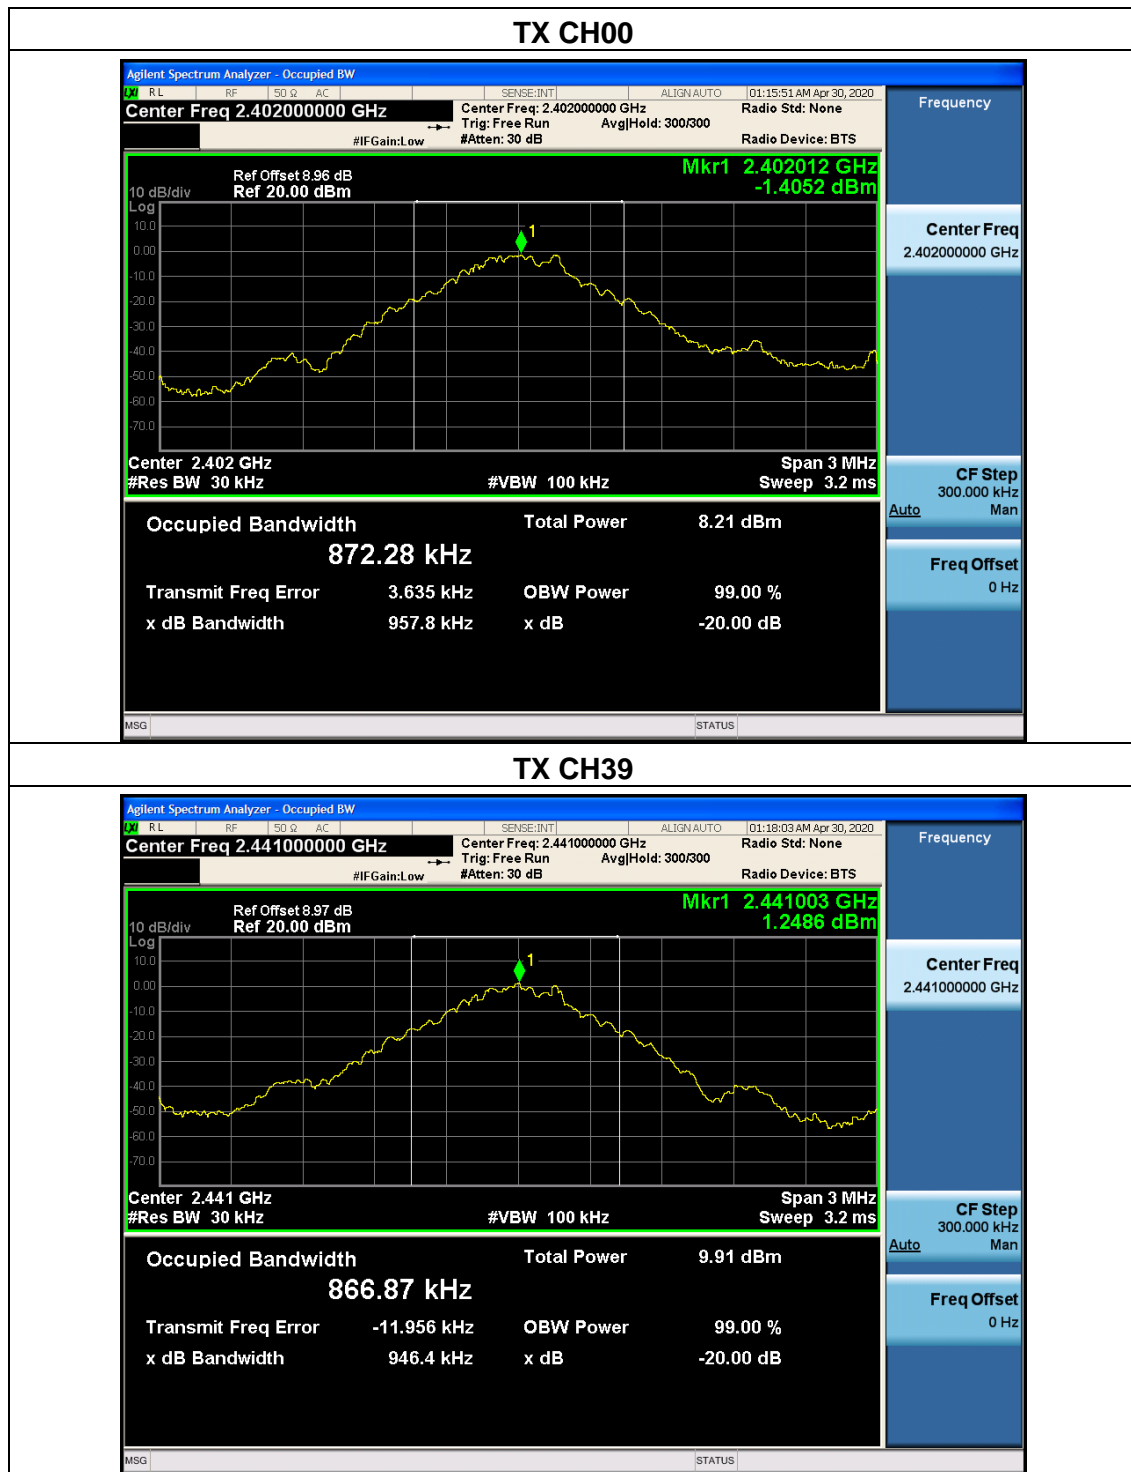 TX CH00
Agilent Spectrum Analyzer - Occupied BW
LXI RL RF 50 Ω AC SENSE:INT ALIGN AUTO 01:15:51 AM Apr 30, 2020
Center Freq 2.402000000 GHz
Center Freq: 2.402000000 GHz
Radio Std: None
Trig: Free Run Avg|Hold: 300/300
#IFGain:Low #Atten: 30 dB Radio Device: BTS
Frequency
Mkr1 2.402012 GHz
-1.4052 dBm
Ref Offset 8.96 dB
10 dB/div Ref 20.00 dBm
Log
10.0
0.00
-10.0
-20.0
-30.0
-40.0
-50.0
-60.0
-70.0
1
Center 2.402 GHz Span 3 MHz
#Res BW 30 kHz #VBW 100 kHz Sweep 3.2 ms
Center Freq
2.402000000 GHz
CF Step
300.000 kHz
Auto Man
Freq Offset
0 Hz
Occupied Bandwidth Total Power 8.21 dBm
872.28 kHz
Transmit Freq Error 3.635 kHz OBW Power 99.00 %
x dB Bandwidth 957.8 kHz x dB -20.00 dB
MSG STATUS
TX CH39
Agilent Spectrum Analyzer - Occupied BW
LXI RL RF 50 Ω AC SENSE:INT ALIGN AUTO 01:18:03 AM Apr 30, 2020
Center Freq 2.441000000 GHz
Center Freq: 2.441000000 GHz
Radio Std: None
Trig: Free Run Avg|Hold: 300/300
#IFGain:Low #Atten: 30 dB Radio Device: BTS
Frequency
Mkr1 2.441003 GHz
1.2486 dBm
Ref Offset 8.97 dB
10 dB/div Ref 20.00 dBm
Log
10.0
0.00
-10.0
-20.0
-30.0
-40.0
-50.0
-60.0
-70.0
1
Center 2.441 GHz Span 3 MHz
#Res BW 30 kHz #VBW 100 kHz Sweep 3.2 ms
Center Freq
2.441000000 GHz
CF Step
300.000 kHz
Auto Man
Freq Offset
0 Hz
Occupied Bandwidth Total Power 9.91 dBm
866.87 kHz
Transmit Freq Error -11.956 kHz OBW Power 99.00 %
x dB Bandwidth 946.4 kHz x dB -20.00 dB
MSG STATUS